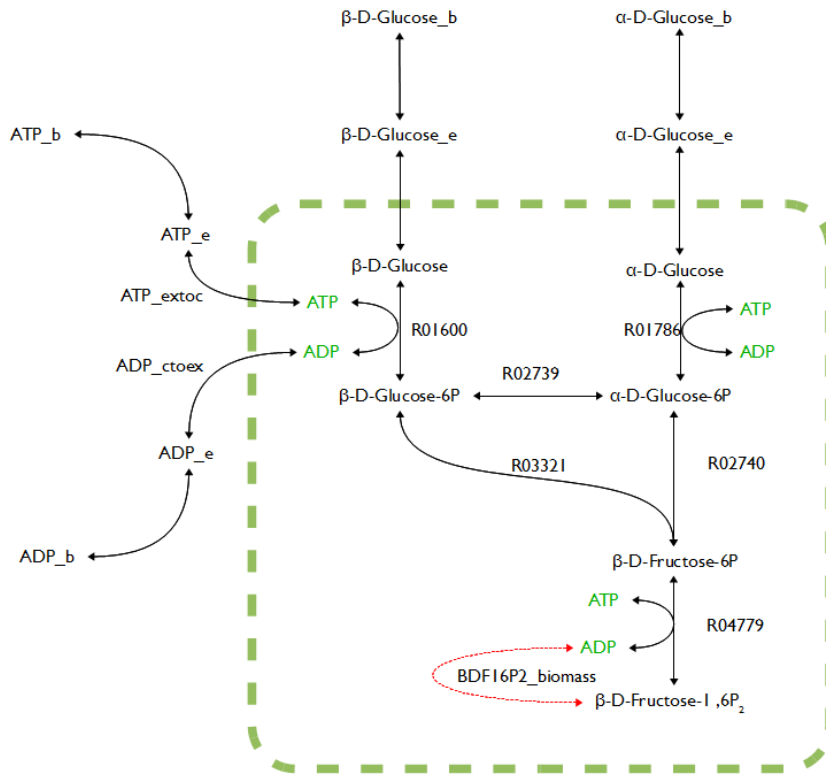 β-D-Glucose_b
α-D-Glucose_b
ATP_b
β-D-Glucose_e
α-D-Glucose_e
ATP_e
β-D-Glucose
α-D-Glucose
ATP_extoc
ATP
ATP
R01600
R01786
ADP_ctoex
ADP
ADP
R02739
β-D-Glucose-6P
α-D-Glucose-6P
ADP_e
R03321
R02740
ADP_b
β-D-Fructose-6P
ATP
R04779
ADP
BDF16P2_biomass
β-D-Fructose-1,6P₂